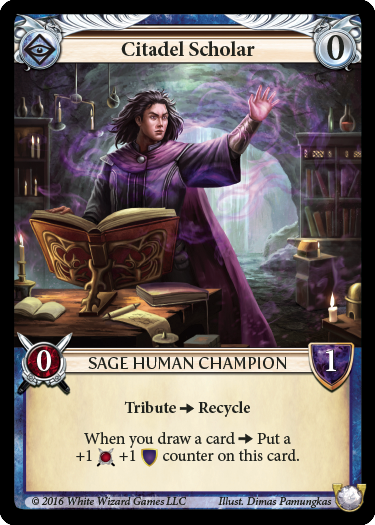 Citadel Scholar
0
0
SAGE HUMAN CHAMPION
1
Tribute ➔ Recycle
When you draw a card ➔ Put a
+1 +1 counter on this card.
© 2016 White Wizard Games LLC Illust. Dimas Pamungkas